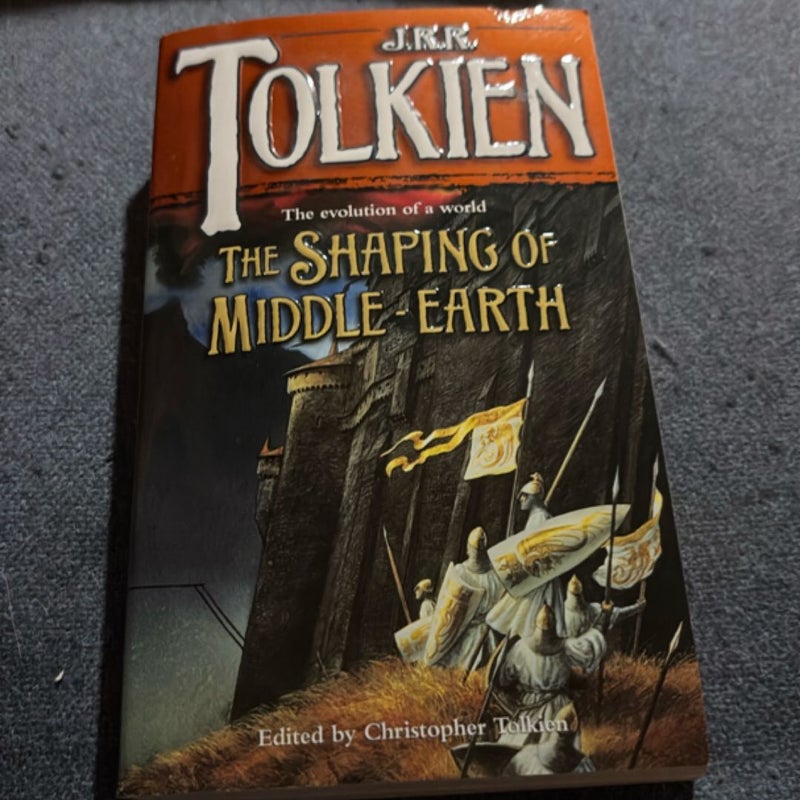 J.R.R.
TOLKIEN
The evolution of a world
THE SHAPING OF
MIDDLE-EARTH
Edited by Christopher Tolkien